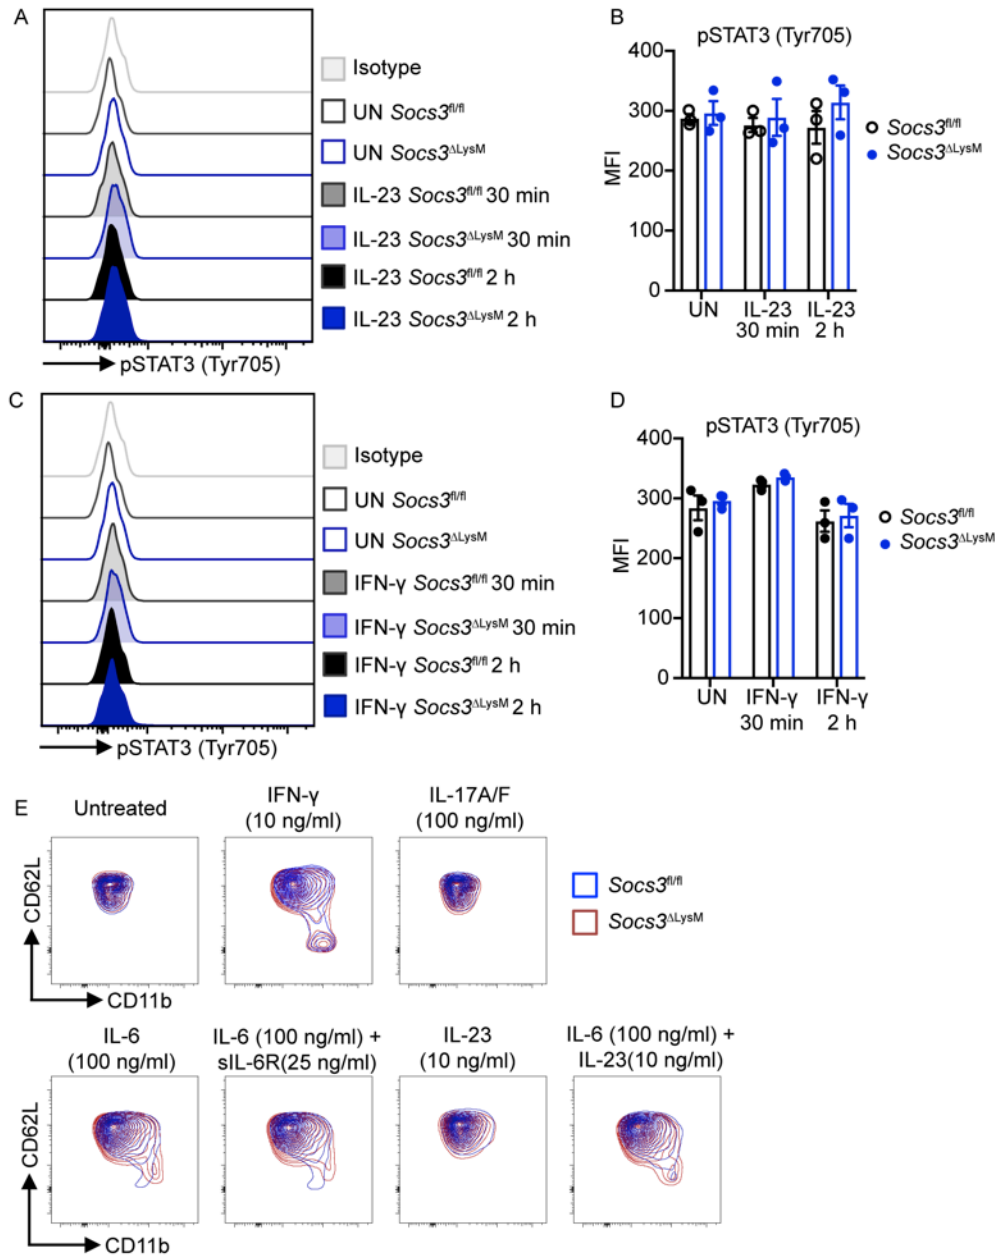 A
Isotype
UN Socs3fl/fl
UN Socs3ΔLysM
IL-23 Socs3fl/fl 30 min
IL-23 Socs3ΔLysM 30 min
IL-23 Socs3fl/fl 2 h
IL-23 Socs3ΔLysM 2 h
pSTAT3 (Tyr705)
B
pSTAT3 (Tyr705)
400
300
200
100
0
MFI
UN
IL-23
30 min
IL-23
2 h
Socs3fl/fl
Socs3ΔLysM
C
Isotype
UN Socs3fl/fl
UN Socs3ΔLysM
IFN-γ Socs3fl/fl 30 min
IFN-γ Socs3ΔLysM 30 min
IFN-γ Socs3fl/fl 2 h
IFN-γ Socs3ΔLysM 2 h
pSTAT3 (Tyr705)
D
pSTAT3 (Tyr705)
400
300
200
100
0
MFI
UN
IFN-γ
30 min
IFN-γ
2 h
Socs3fl/fl
Socs3ΔLysM
E
Untreated
IFN-γ
(10 ng/ml)
IL-17A/F
(100 ng/ml)
CD62L
CD11b
Socs3fl/fl
Socs3ΔLysM
IL-6
(100 ng/ml)
IL-6 (100 ng/ml) +
sIL-6R(25 ng/ml)
IL-23
(10 ng/ml)
IL-6 (100 ng/ml) +
IL-23(10 ng/ml)
CD62L
CD11b